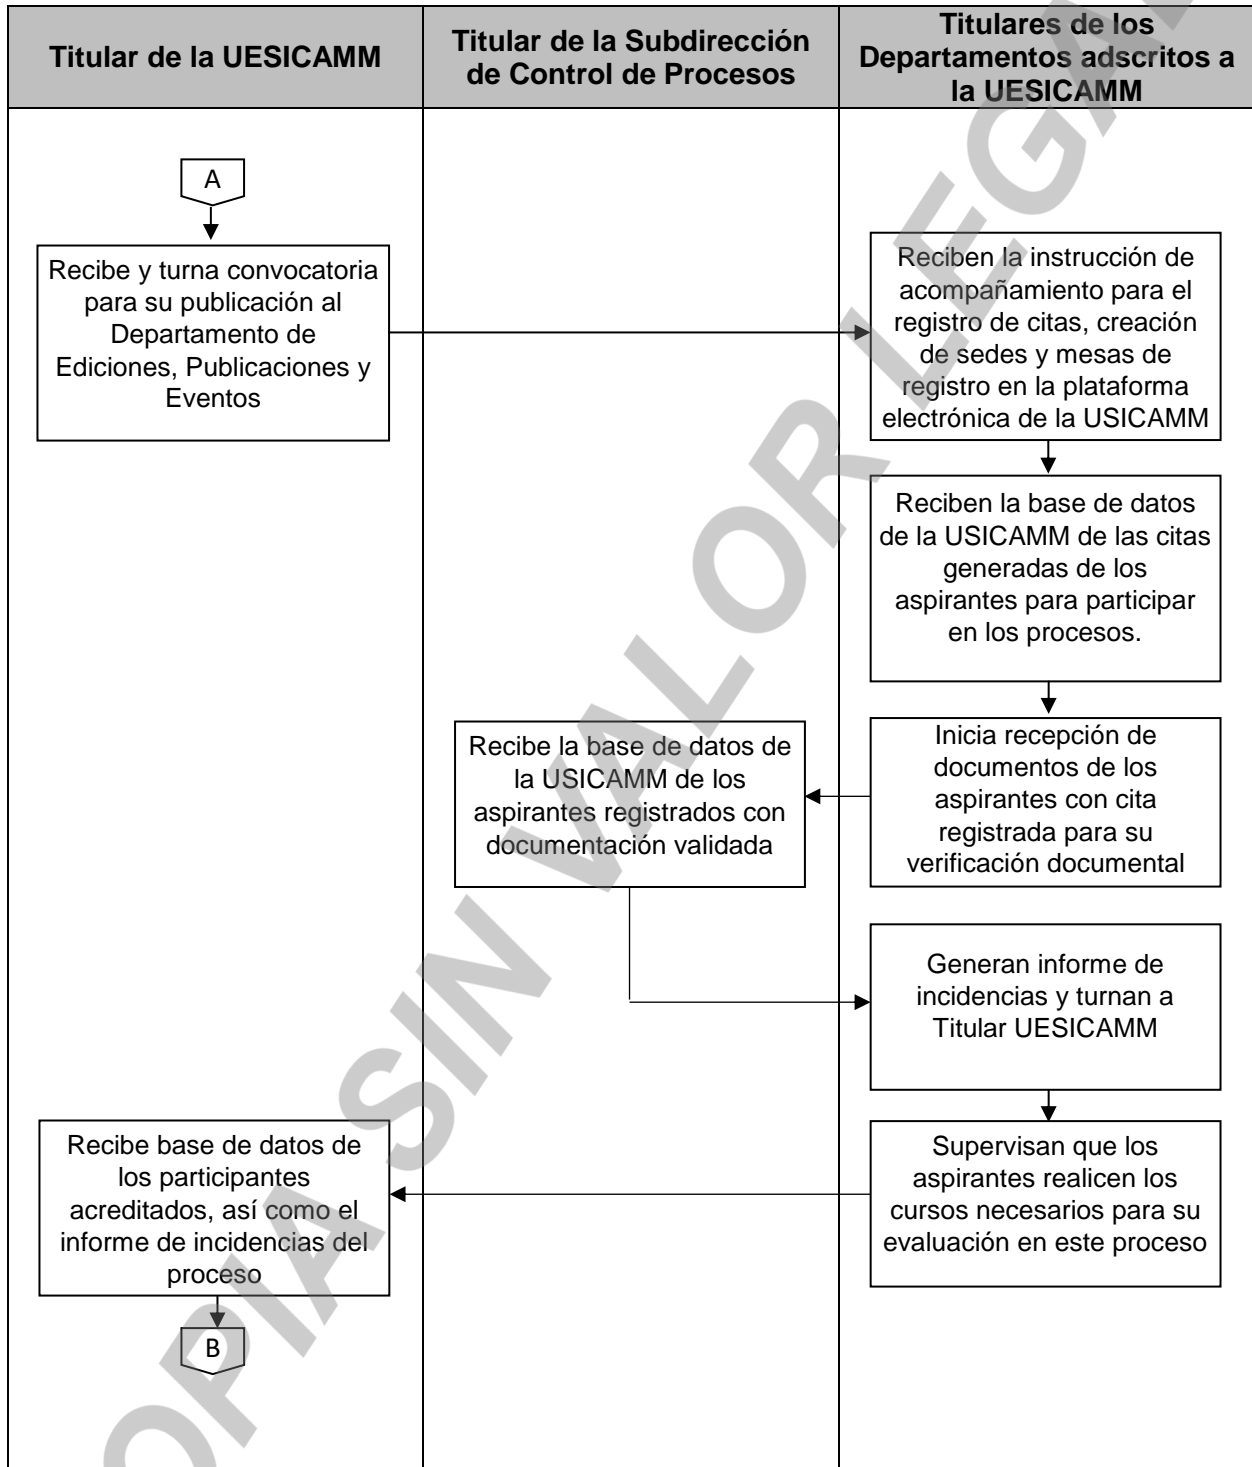 Titular de la UESICAMM
Titular de la Subdirección
de Control de Procesos
Titulares de los
Departamentos adscritos a
la UESICAMM
A
Recibe y turna convocatoria
para su publicación al
Departamento de
Ediciones, Publicaciones y
Eventos
Reciben la instrucción de
acompañamiento para el
registro de citas, creación
de sedes y mesas de
registro en la plataforma
electrónica de la USICAMM
Reciben la base de datos
de la USICAMM de las citas
generadas de los
aspirantes para participar
en los procesos.
Inicia recepción de
documentos de los
aspirantes con cita
registrada para su
verificación documental
Recibe la base de datos de
la USICAMM de los
aspirantes registrados con
documentación validada
Generan informe de
incidencias y turnan a
Titular UESICAMM
Supervisan que los
aspirantes realicen los
cursos necesarios para su
evaluación en este proceso
Recibe base de datos de
los participantes
acreditados, así como el
informe de incidencias del
proceso
B
OPIA SIN VALOR LEGAL